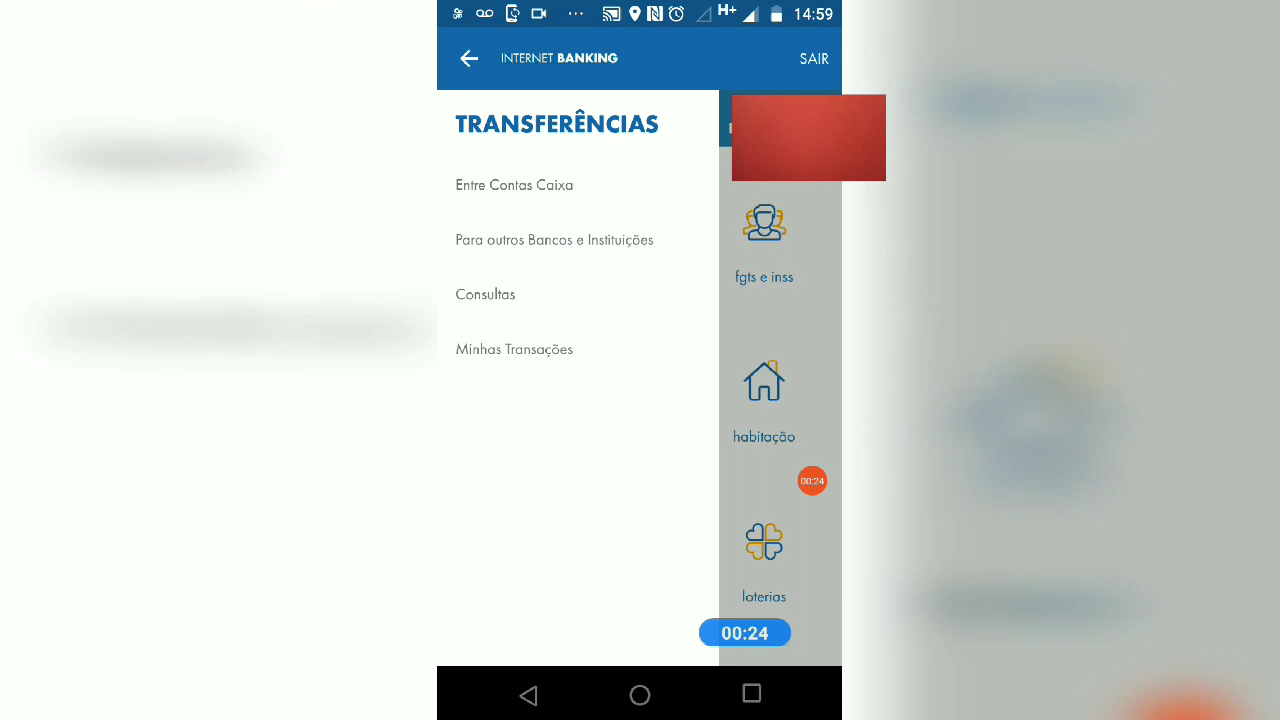 H+ 14:59
INTERNET BANKING SAIR
TRANSFERÊNCIAS
Entre Contas Caixa
Para outros Bancos e Instituições
Consultas
Minhas Transações
fgts e inss
habitação
00:24
loterias
00:24